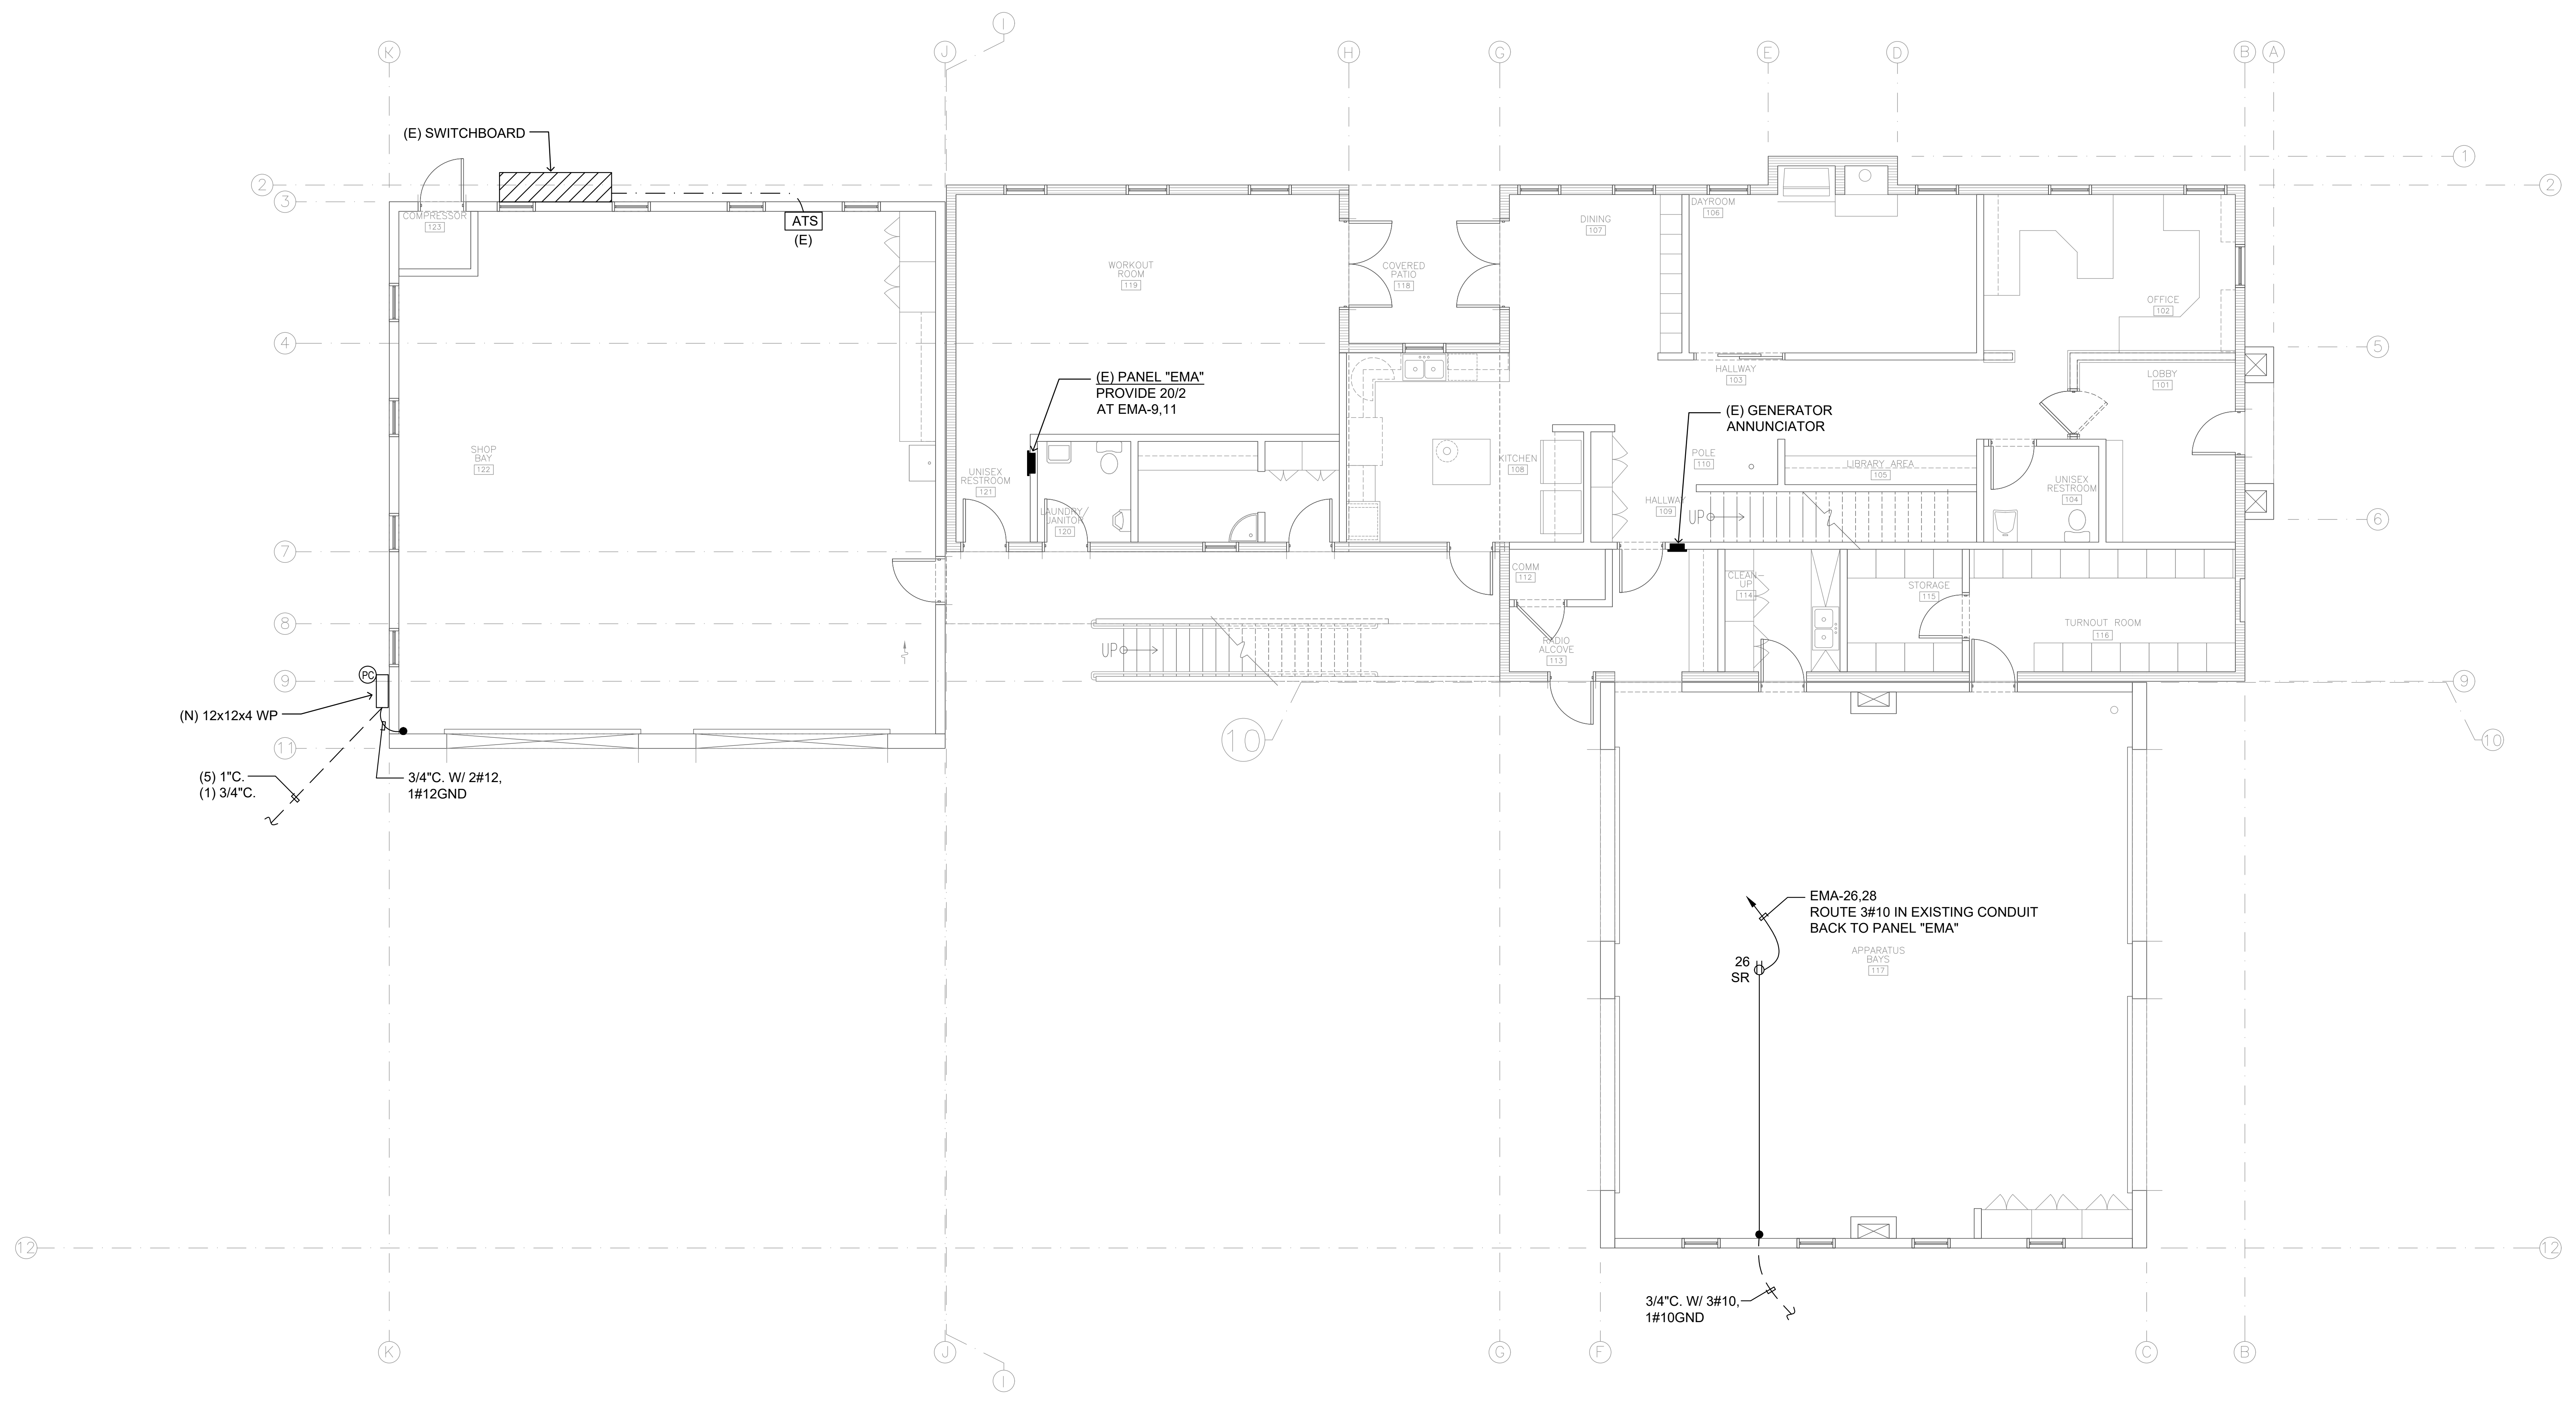 I
K
J
H
G
E
D
B
A
(E) SWITCHBOARD
1
2
2
3
COMPRESSOR
123
ATS
(E)
DAYROOM
106
DINING
107
WORKOUT
ROOM
119
COVERED
PATIO
118
OFFICE
102
4
5
(E) PANEL "EMA"
PROVIDE 20/2
AT EMA-9,11
HALLWAY
103
LOBBY
101
(E) GENERATOR
ANNUNCIATOR
SHOP
BAY
122
UNISEX
RESTROOM
121
KITCHEN
108
POLE
110
LIBRARY AREA
105
UNISEX
RESTROOM
104
LAUNDRY/
JANITOR
120
HALLWAY
109
UP
6
7
COMM
112
CLEAN-
UP
114
STORAGE
115
8
UP
RADIO
ALCOVE
113
TURNOUT ROOM
116
PC
9
9
(N) 12x12x4 WP
11
10
10
(5) 1"C.
(1) 3/4"C.
3/4"C. W/ 2#12,
1#12GND
EMA-26,28
ROUTE 3#10 IN EXISTING CONDUIT
BACK TO PANEL "EMA"
APPARATUS
BAYS
117
26
SR
12
12
3/4"C. W/ 3#10,
1#10GND
K
J
G
F
C
B
I